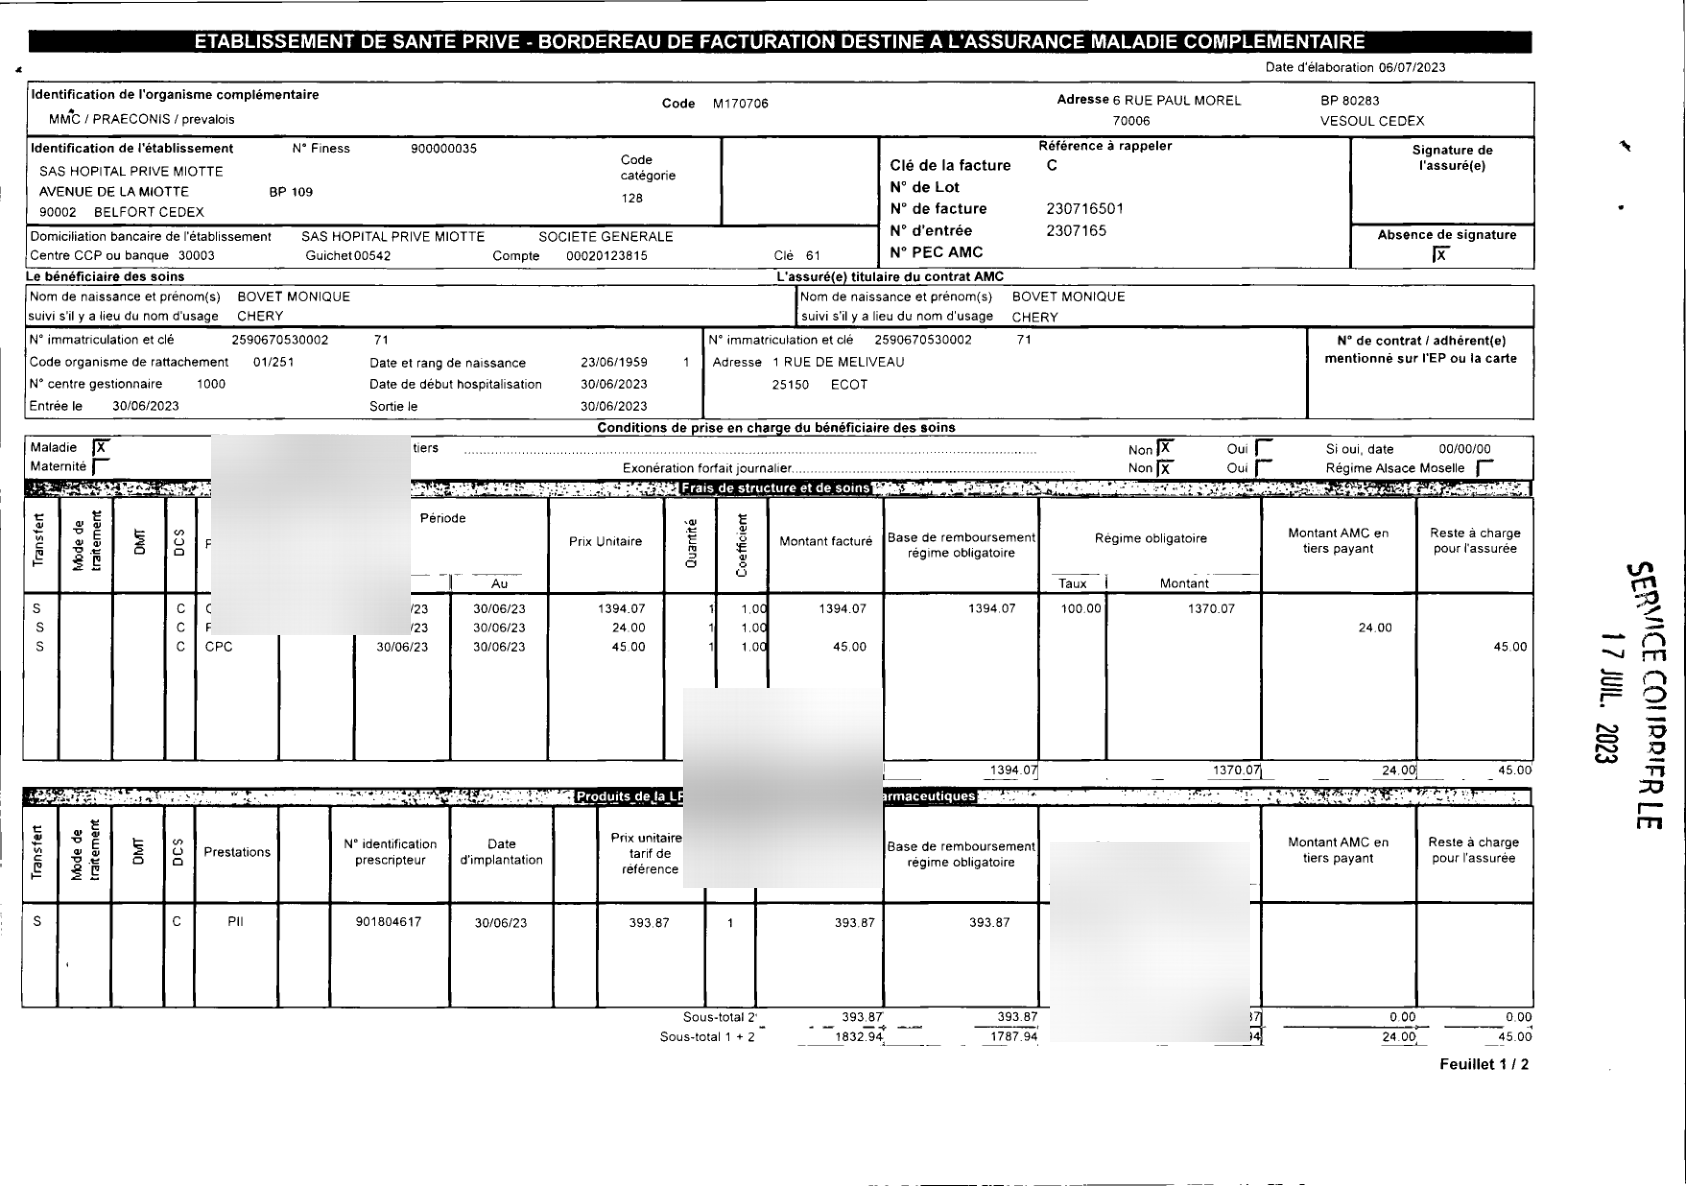 ETABLISSEMENT DE SANTE PRIVE - BORDEREAU DE FACTURATION DESTINE A L'ASSURANCE MALADIE COMPLEMENTAIRE
Date d'élaboration 06/07/2023
Identification de l'organisme complémentaire
Code M170706
Adresse 6 RUE PAUL MOREL BP 80283
MMC / PRAECONIS / prevalois
70006 VESOUL CEDEX
Identification de l'établissement N° Finess 900000035
SAS HOPITAL PRIVE MIOTTE
AVENUE DE LA MIOTTE BP 109
90002 BELFORT CEDEX
Code
catégorie
128
Référence à rappeler
Clé de la facture C
N° de Lot
N° de facture 230716501
N° d'entrée 2307165
N° PEC AMC
Signature de
l'assuré(e)
Absence de signature
X
Domiciliation bancaire de l'établissement SAS HOPITAL PRIVE MIOTTE SOCIETE GENERALE
Centre CCP ou banque 30003 Guichet 00542 Compte 00020123815 Clé 61
Le bénéficiaire des soins L'assuré(e) titulaire du contrat AMC
Nom de naissance et prénom(s) BOVET MONIQUE
suivi s'il y a lieu du nom d'usage CHERY
Nom de naissance et prénom(s) BOVET MONIQUE
suivi s'il y a lieu du nom d'usage CHERY
N° immatriculation et clé 2590670530002 71
Code organisme de rattachement 01/251 Date et rang de naissance 23/06/1959 1
N° centre gestionnaire 1000 Date de début hospitalisation 30/06/2023
Entrée le 30/06/2023 Sortie le 30/06/2023
N° immatriculation et clé 2590670530002 71
Adresse 1 RUE DE MELIVEAU
25150 ECOT
N° de contrat / adhérent(e)
mentionné sur l'EP ou la carte
Conditions de prise en charge du bénéficiaire des soins
Maladie X tiers Non X Oui Si oui, date 00/00/00
Maternité Exonération forfait journalier Non X Oui Régime Alsace Moselle
Frais de structure et de soins
Transfert Mode de traitement DMT DCS Période Prix Unitaire Quantité Coefficient Montant facturé Base de remboursement régime obligatoire Régime obligatoire Montant AMC en tiers payant Reste à charge pour l'assurée
Au Taux Montant
S C /23 30/06/23 1394.07 1 1.00 1394.07 1394.07 100.00 1370.07
S C /23 30/06/23 24.00 1 1.00 24.00
S C CPC 30/06/23 30/06/23 45.00 1 1.00 45.00 45.00
1394.07 1370.07 24.00 45.00
Produits de la armaceutiques
Transfert Mode de traitement DMT DCS Prestations N° identification prescripteur Date d'implantation Prix unitaire tarif de référence Base de remboursement régime obligatoire Montant AMC en tiers payant Reste à charge pour l'assurée
S C PII 901804617 30/06/23 393.87 1 393.87 393.87
Sous-total 2 393.87 393.87 0.00 0.00
Sous-total 1 + 2 1832.94 1787.94 24.00 45.00
Feuillet 1 / 2
SERVICE COURRIER LE
17 JUIL. 2023